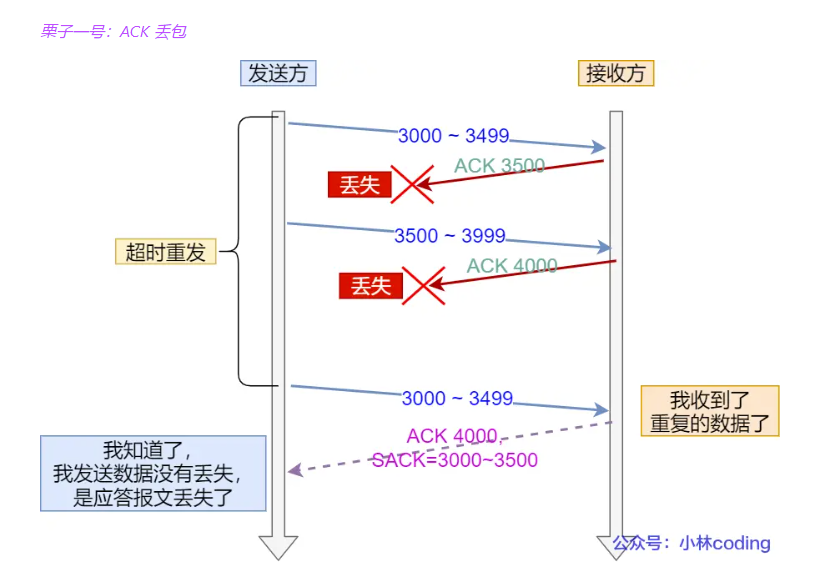 栗子一号：ACK 丢包
发送方
接收方
3000 ~ 3499
ACK 3500
丢失
3500 ~ 3999
超时重发
ACK 4000
丢失
3000 ~ 3499
我收到了
重复的数据了
ACK 4000,
SACK=3000~3500
我知道了，
我发送数据没有丢失，
是应答报文丢失了
公众号：小林coding